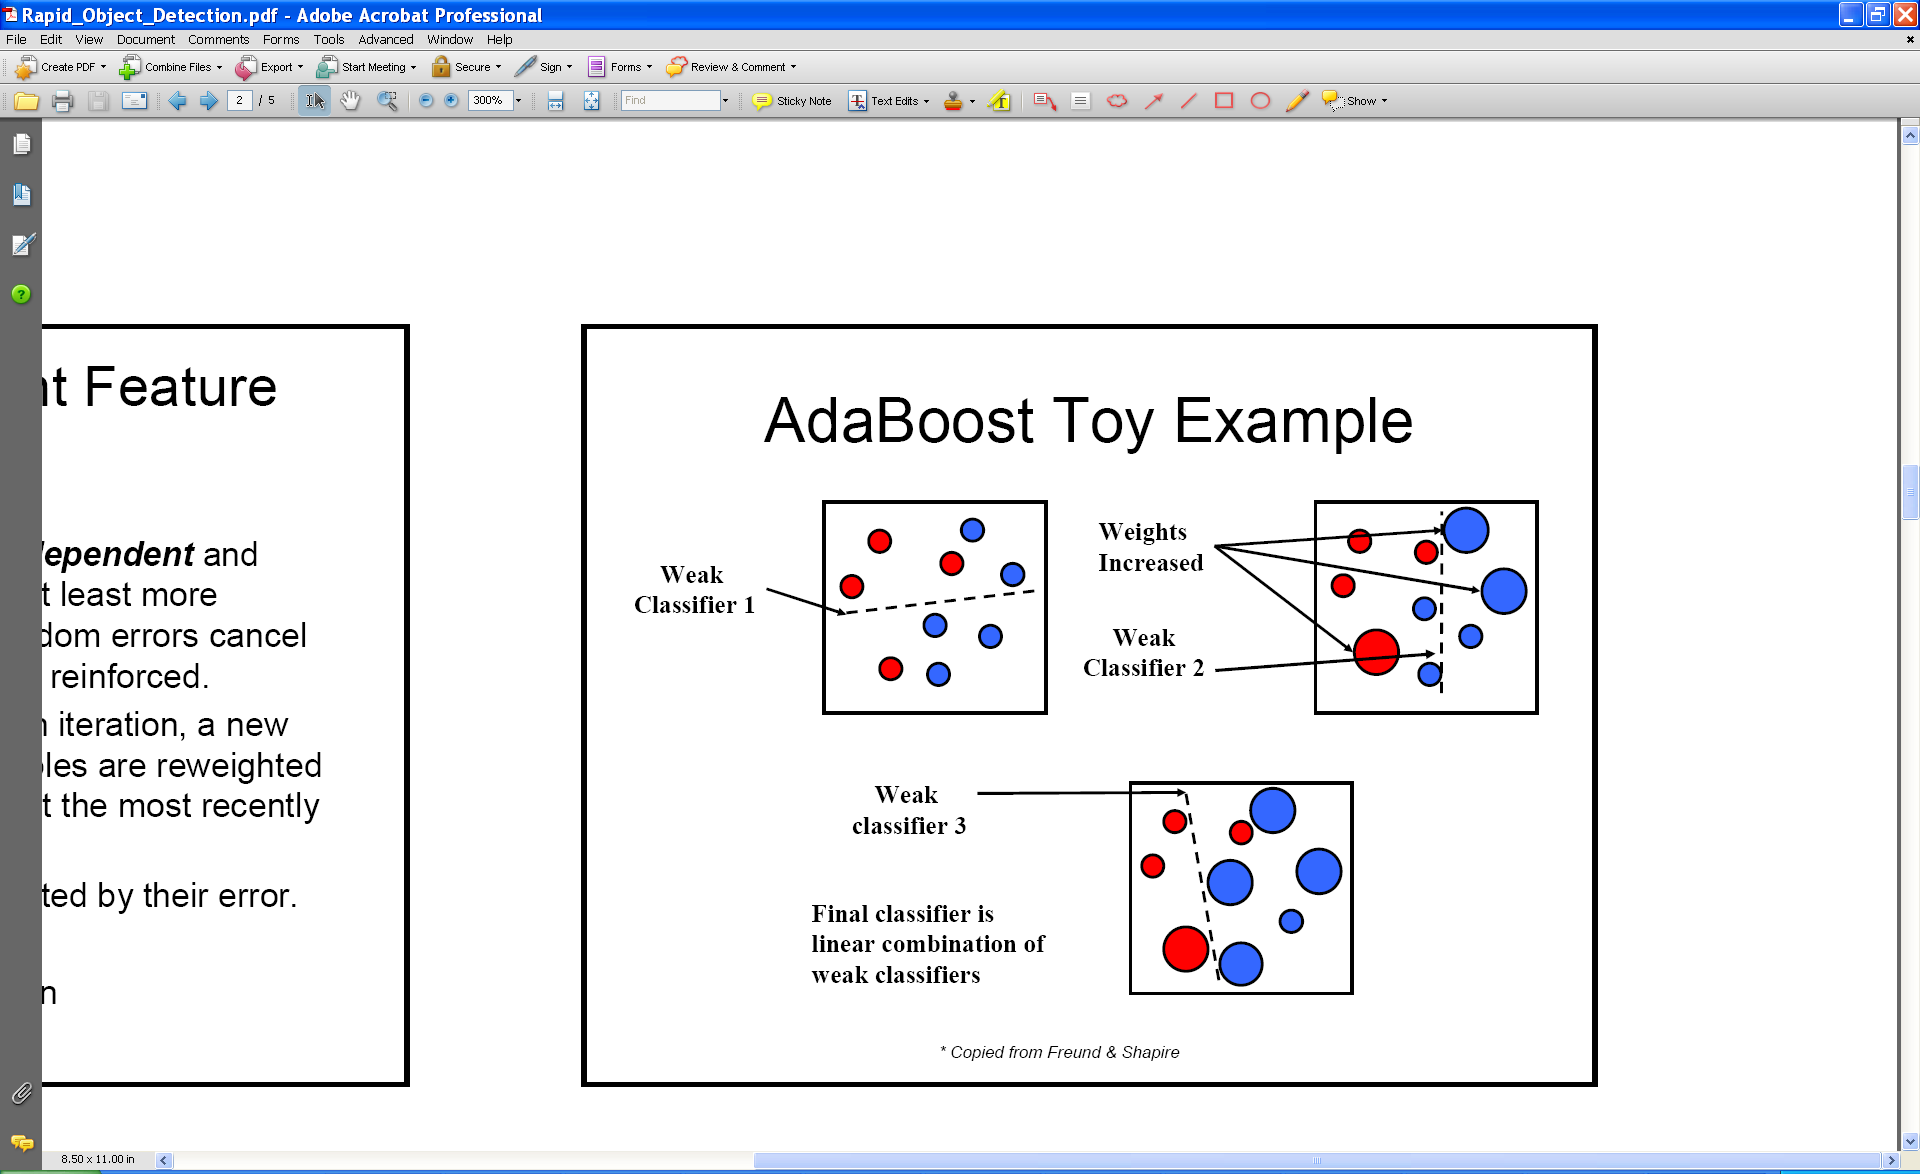 Rapid_Object_Detection.pdf - Adobe Acrobat Professional
File Edit View Document Comments Forms Tools Advanced Window Help
Create PDF Combine Files Export Start Meeting Secure Sign Forms Review & Comment
2 / 5 300% Find Sticky Note Text Edits Show
nt Feature
dependent and
t least more
dom errors cancel
reinforced.
n iteration, a new
ples are reweighted
t the most recently
ted by their error.
n
AdaBoost Toy Example
Weak
Classifier 1
Weights
Increased
Weak
Classifier 2
Weak
classifier 3
Final classifier is
linear combination of
weak classifiers
* Copied from Freund & Shapire
8.50 x 11.00 in